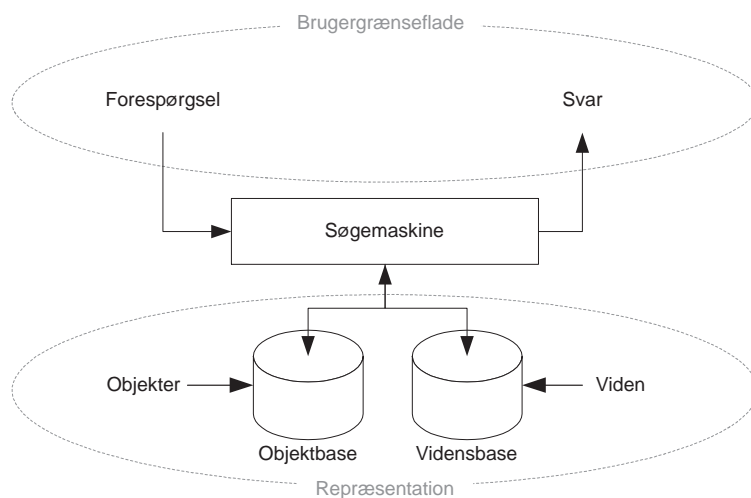 Brugergrænseflade
Forespørgsel
Svar
Søgemaskine
Objekter
Viden
Objektbase
Vidensbase
Repræsentation